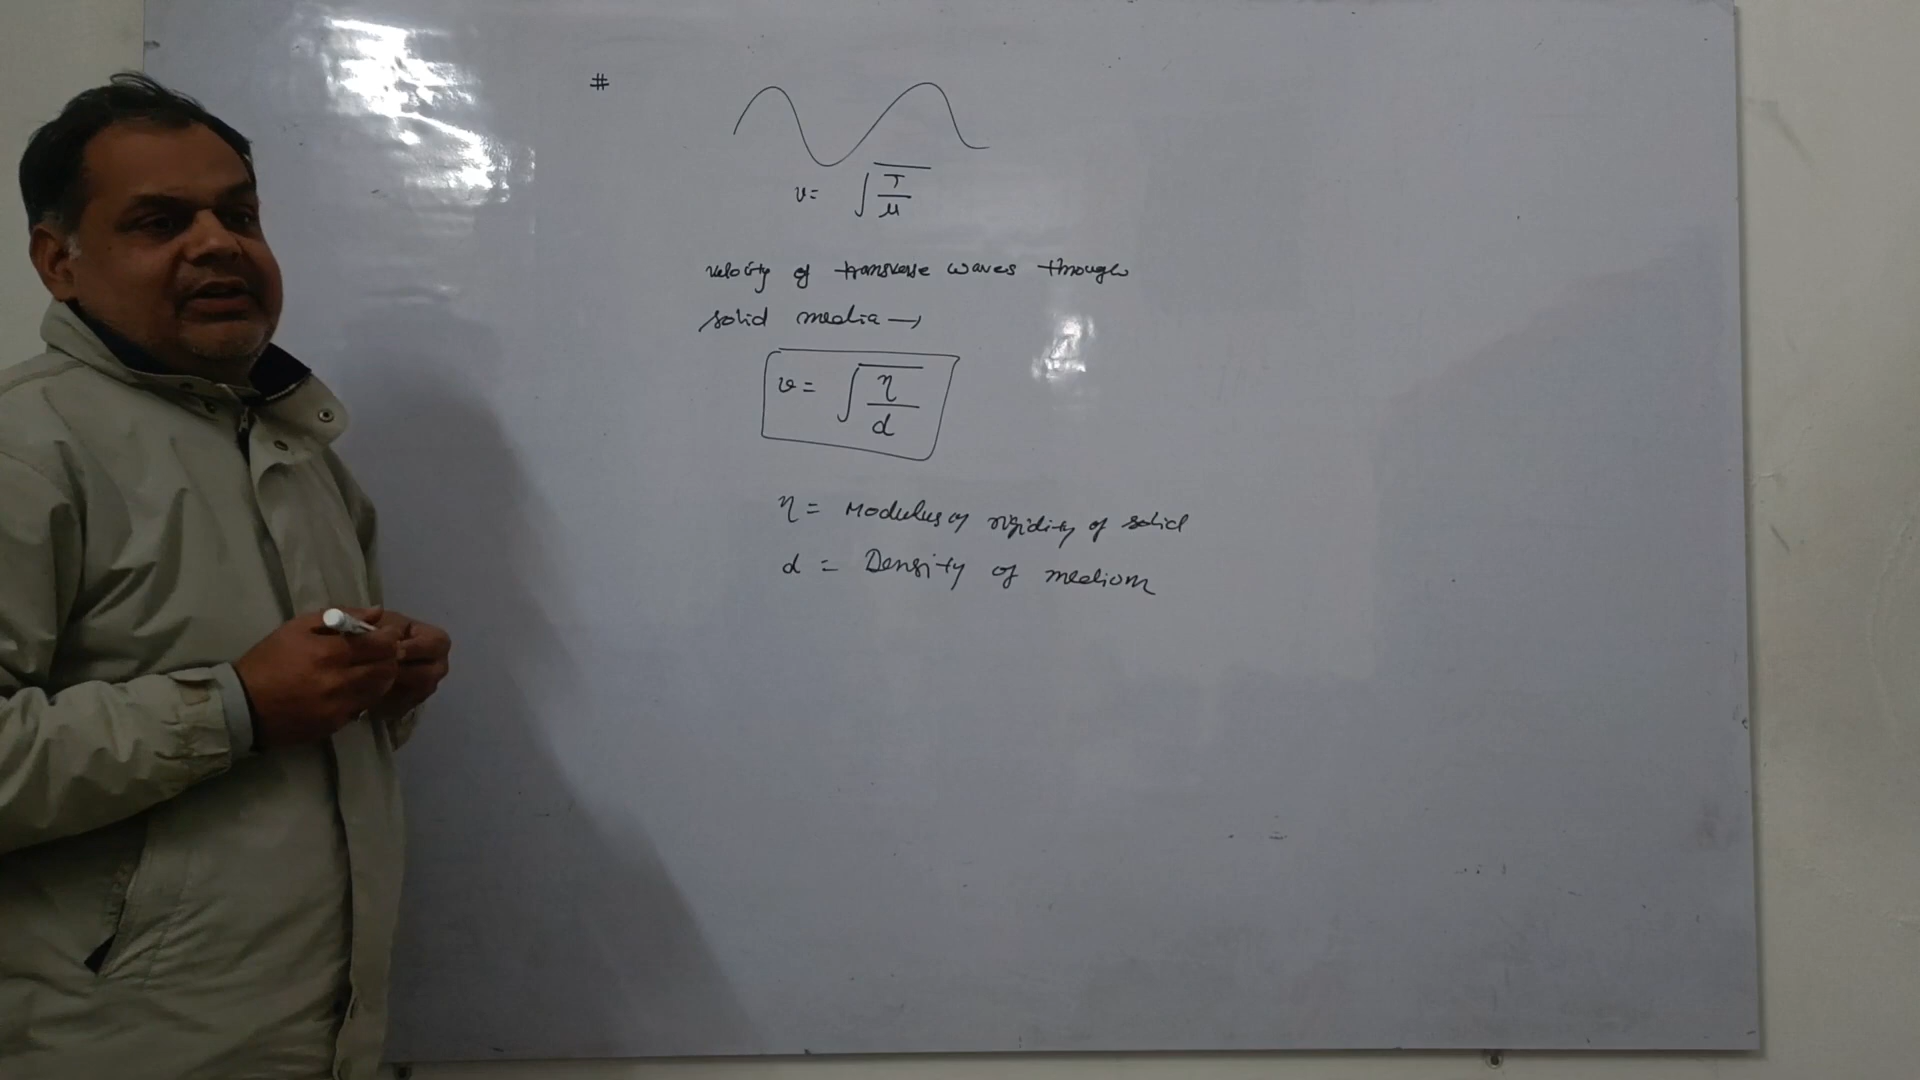 #
v= √T/μ
velocity of transverse waves through
solid media →
v= √η/d
η = Modulus of rigidity of solid
d = Density of medium